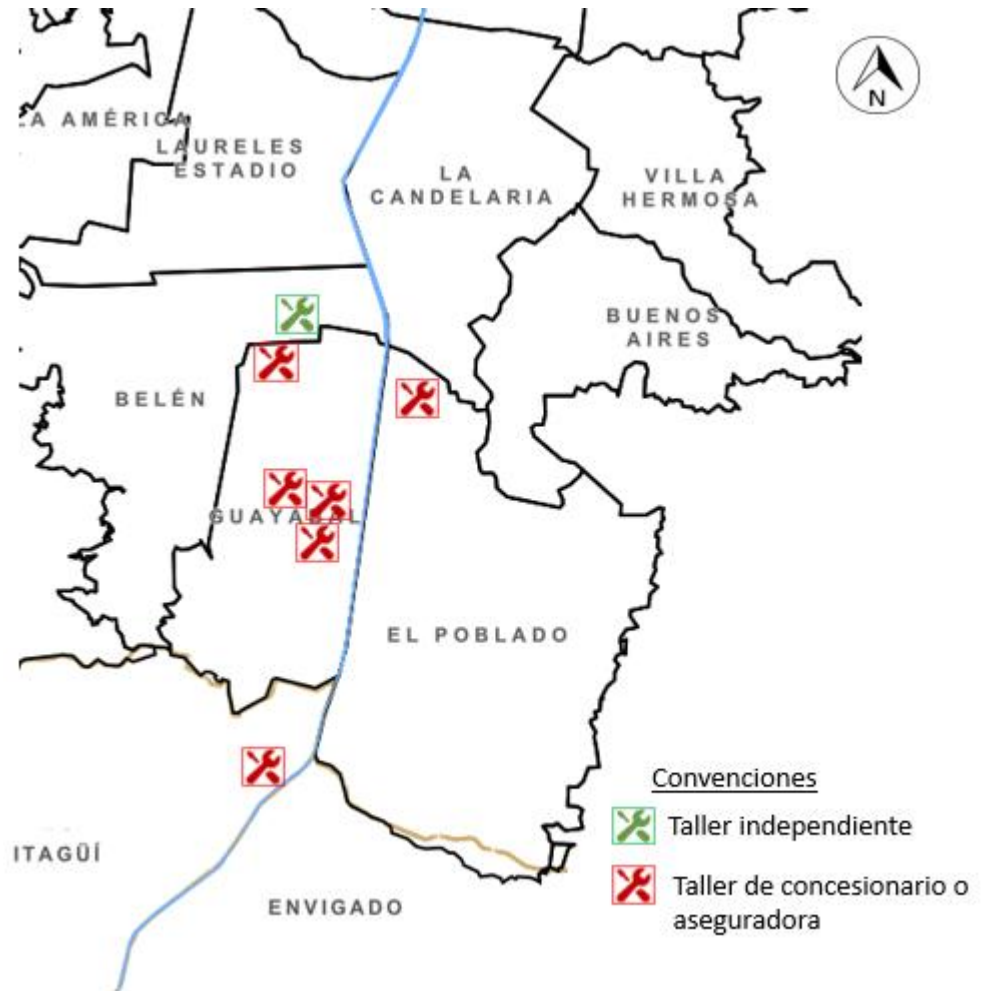 N
LA AMÉRICA
LAURELES
ESTADIO
LA
CANDELARIA
VILLA
HERMOSA
BUENOS
AIRES
BELÉN
GUAYABAL
EL POBLADO
Convenciones
Taller independiente
ITAGÜÍ
Taller de concesionario o
aseguradora
ENVIGADO